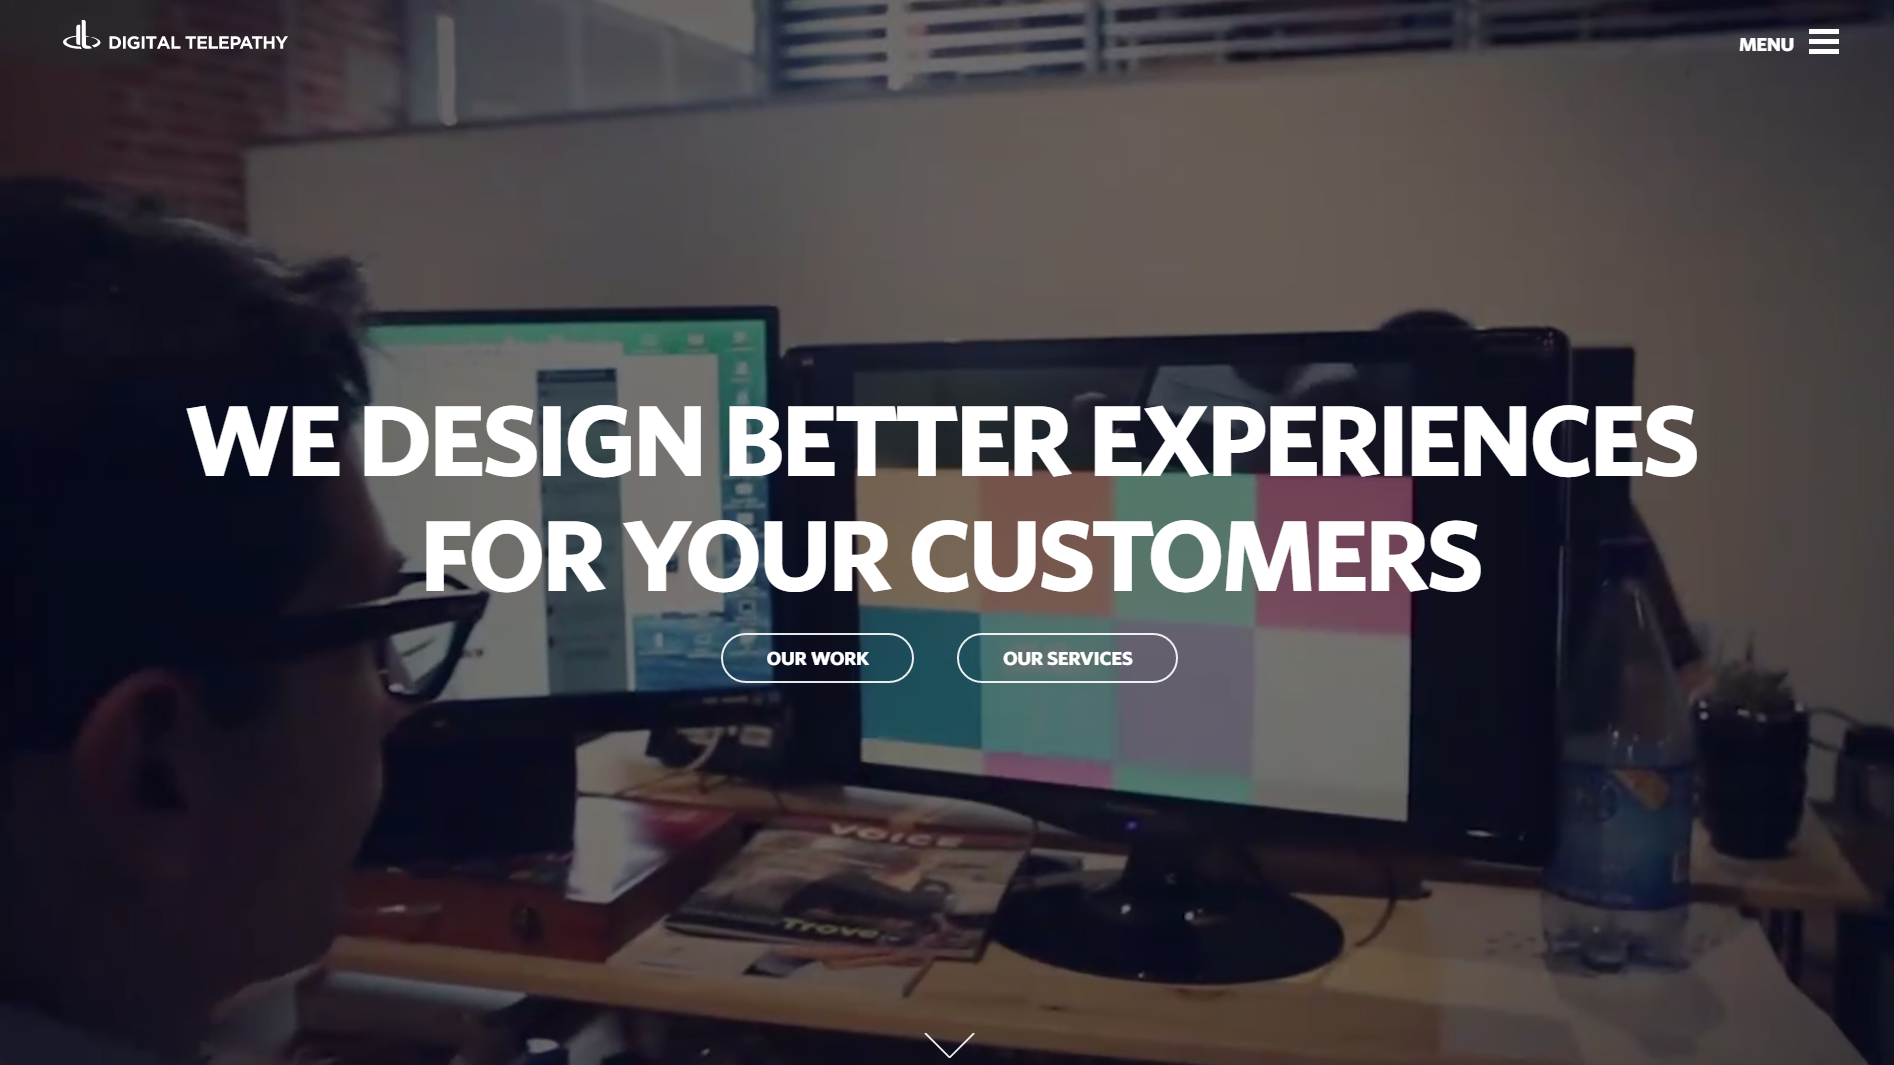 DIGITAL TELEPATHY
MENU
WE DESIGN BETTER EXPERIENCES
FOR YOUR CUSTOMERS
OUR WORK
OUR SERVICES
VOICE
Trove